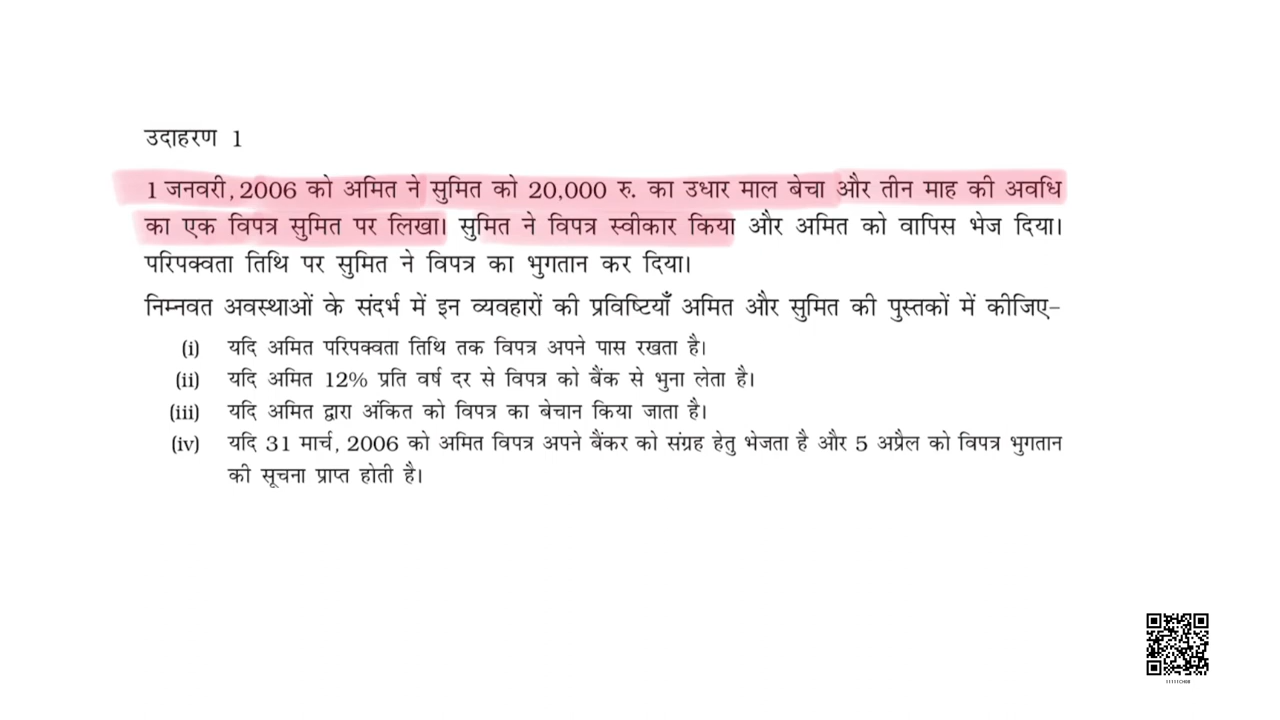 उदाहरण 1
1 जनवरी, 2006 को अमित ने सुमित को 20,000 रु. का उधार माल बेचा और तीन माह की अवधि
का एक विपत्र सुमित पर लिखा। सुमित ने विपत्र स्वीकार किया और अमित को वापिस भेज दिया।
परिपक्वता तिथि पर सुमित ने विपत्र का भुगतान कर दिया।
निम्नवत अवस्थाओं के संदर्भ में इन व्यवहारों की प्रविष्टियाँ अमित और सुमित की पुस्तकों में कीजिए–
(i) यदि अमित परिपक्वता तिथि तक विपत्र अपने पास रखता है।
(ii) यदि अमित 12% प्रति वर्ष दर से विपत्र को बैंक से भुना लेता है।
(iii) यदि अमित द्वारा अंकित को विपत्र का बेचान किया जाता है।
(iv) यदि 31 मार्च, 2006 को अमित विपत्र अपने बैंकर को संग्रह हेतु भेजता है और 5 अप्रैल को विपत्र भुगतान
की सूचना प्राप्त होती है।